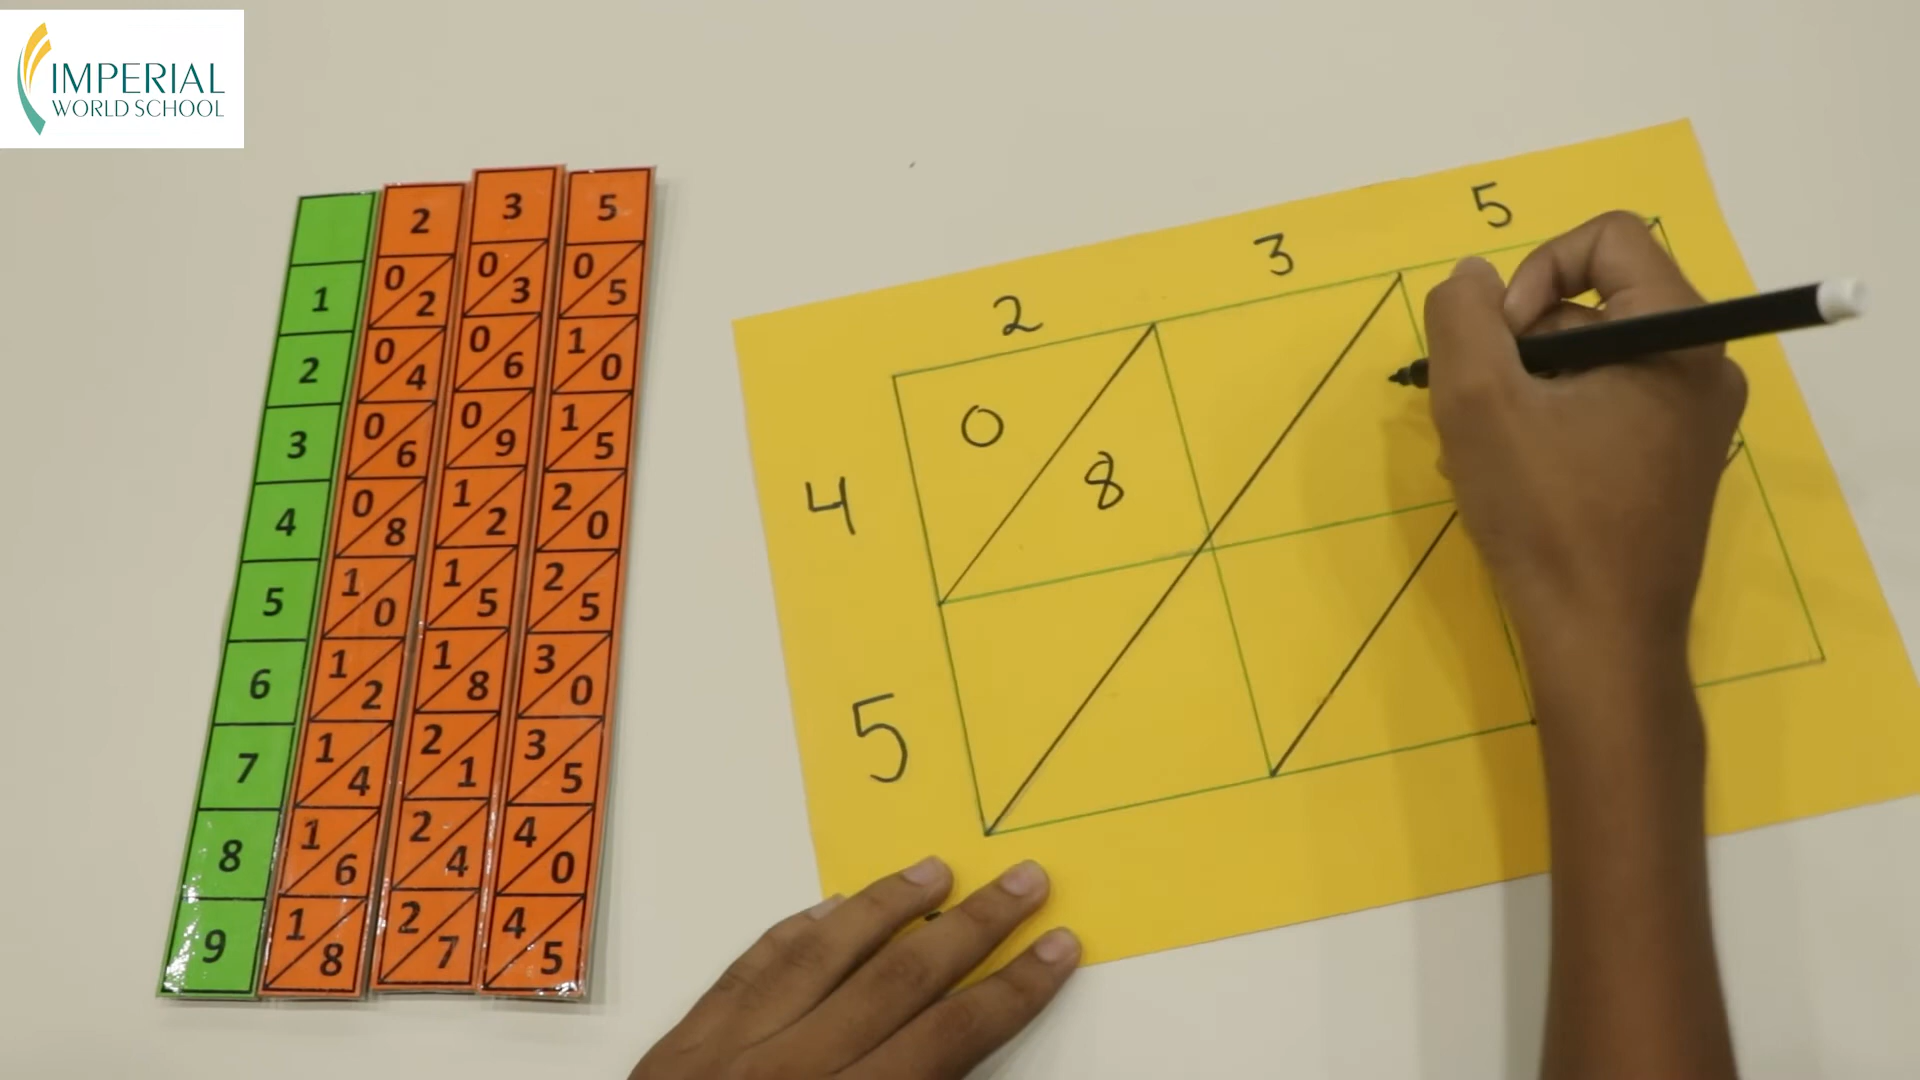 IMPERIAL
WORLD SCHOOL
2 3 5
1 0 2 0 3 0 5
2 0 4 0 6 1 0
3 0 6 0 9 1 5
4 0 8 1 2 2 0
5 1 0 1 5 2 5
6 1 2 1 8 3 0
7 1 4 2 1 3 5
8 1 6 2 4 4 0
9 1 8 2 7 4 5
2 3 5
4 0 8
5